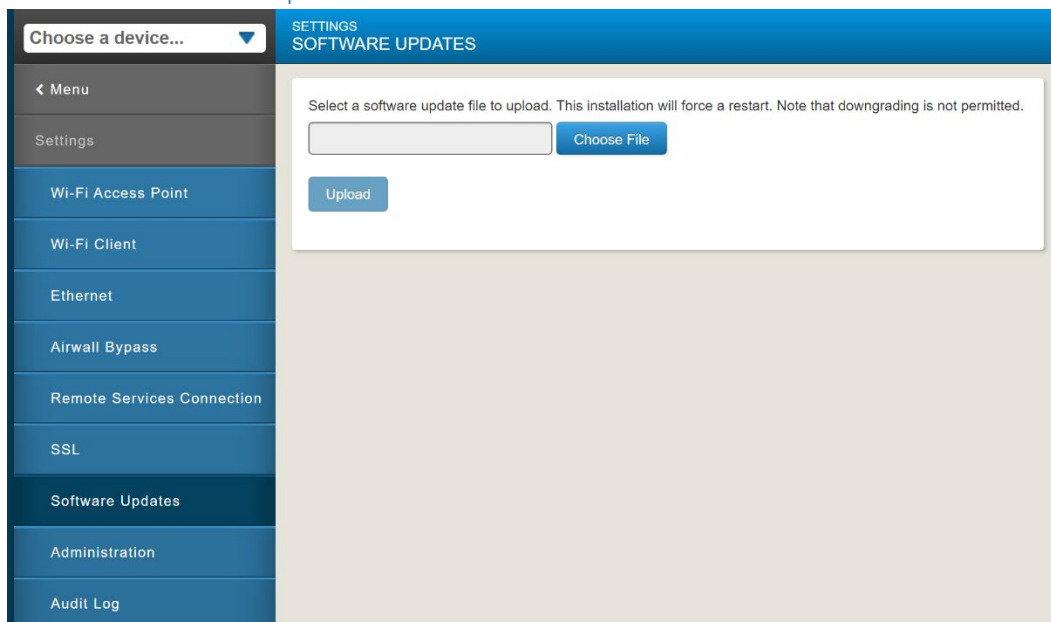 Choose a device...
SETTINGS
SOFTWARE UPDATES
Menu
Settings
Wi-Fi Access Point
Wi-Fi Client
Ethernet
Airwall Bypass
Remote Services Connection
SSL
Software Updates
Administration
Audit Log
Select a software update file to upload. This installation will force a restart. Note that downgrading is not permitted.
Choose File
Upload